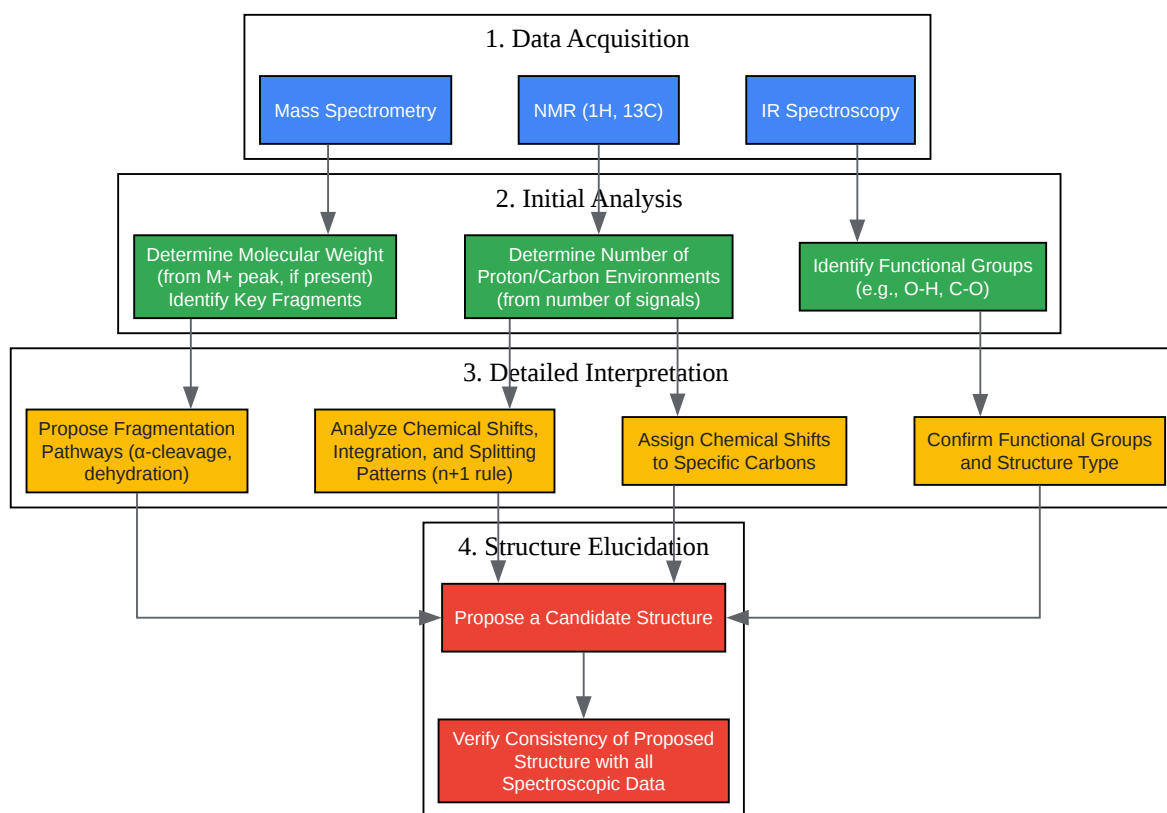 1. Data Acquisition
Mass Spectrometry
NMR (1H, 13C)
IR Spectroscopy
2. Initial Analysis
Determine Molecular Weight
(from M+ peak, if present)
Identify Key Fragments
Determine Number of
Proton/Carbon Environments
(from number of signals)
Identify Functional Groups
(e.g., O-H, C-O)
3. Detailed Interpretation
Propose Fragmentation
Pathways (α-cleavage,
dehydration)
Analyze Chemical Shifts,
Integration, and Splitting
Patterns (n+1 rule)
Assign Chemical Shifts
to Specific Carbons
Confirm Functional Groups
and Structure Type
4. Structure Elucidation
Propose a Candidate Structure
Verify Consistency of Proposed
Structure with all
Spectroscopic Data